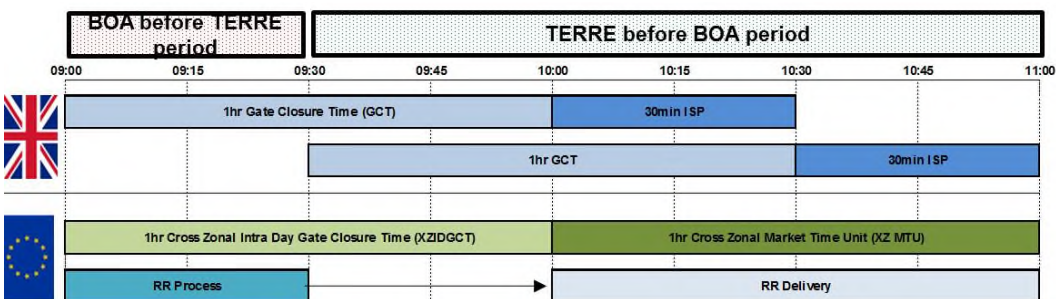 BOA before TERRE
period
TERRE before BOA period
09:00 09:15 09:30 09:45 10:00 10:15 10:30 10:45 11:00
1hr Gate Closure Time (GCT) 30min ISP
1hr GCT 30min ISP
1hr Cross Zonal Intra Day Gate Closure Time (XZIDGCT) 1hr Cross Zonal Market Time Unit (XZ MTU)
RR Process RR Delivery